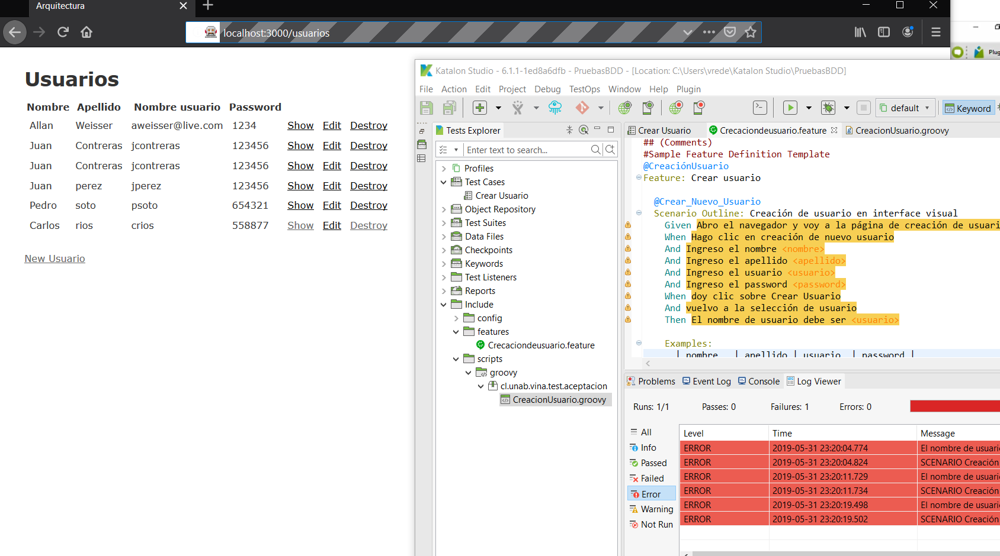 Arquitectura
localhost:3000/usuarios
Usuarios
Nombre Apellido Nombre usuario Password
Allan Weisser aweisser@live.com 1234 Show Edit Destroy
Juan Contreras jcontreras 123456 Show Edit Destroy
Juan Contreras jcontreras 123456 Show Edit Destroy
Juan perez jperez 123456 Show Edit Destroy
Pedro soto psoto 654321 Show Edit Destroy
Carlos rios crios 558877 Show Edit Destroy
New Usuario
Plug
Katalon Studio - 6.1.1-1ed8a6dfb - PruebasBDD - [Location: C:\Users\vrede\Katalon Studio\PruebasBDD]
File Action Edit Project Debug TestOps Window Help Plugin
default Keyword
Tests Explorer
Enter text to search...
Profiles
Test Cases
Crear Usuario
Object Repository
Test Suites
Data Files
Checkpoints
Keywords
Test Listeners
Reports
Include
config
features
Crecaciondeusuario.feature
scripts
groovy
cl.unab.vina.test.aceptacion
CreacionUsuario.groovy
Crear Usuario Crecaciondeusuario.feature CreacionUsuario.groovy
## (Comments)
#Sample Feature Definition Template
@CreaciónUsuario
Feature: Crear usuario
@Crear_Nuevo_Usuario
Scenario Outline: Creación de usuario en interface visual
Given Abro el navegador y voy a la página de creación de usuari
When Hago clic en creación de nuevo usuario
And Ingreso el nombre <nombre>
And Ingreso el apellido <apellido>
And Ingreso el usuario <usuario>
And Ingreso el password <password>
When doy clic sobre Crear Usuario
And vuelvo a la selección de usuario
Then El nombre de usuario debe ser <usuario>
Examples:
| nombre | apellido | usuario | password |
Problems Event Log Console Log Viewer
Runs: 1/1 Passes: 0 Failures: 1 Errors: 0
All
Info
Passed
Failed
Error
Warning
Not Run
Level Time Message
ERROR 2019-05-31 23:20:04.774 El nombre de usuari
ERROR 2019-05-31 23:20:04.824 SCENARIO Creación
ERROR 2019-05-31 23:20:11.729 El nombre de usuari
ERROR 2019-05-31 23:20:11.734 SCENARIO Creación
ERROR 2019-05-31 23:20:19.498 El nombre de usuari
ERROR 2019-05-31 23:20:19.502 SCENARIO Creación